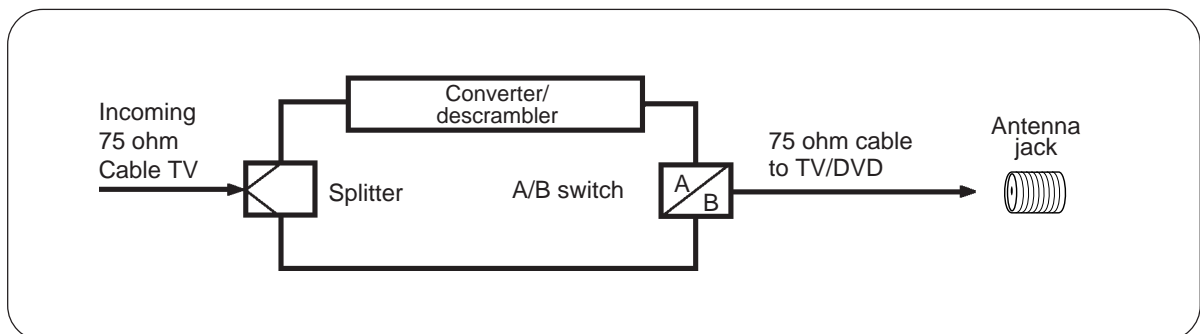 Incoming
75 ohm
Cable TV
Splitter
Converter/
descrambler
A/B switch
A
B
75 ohm cable
to TV/DVD
Antenna
jack